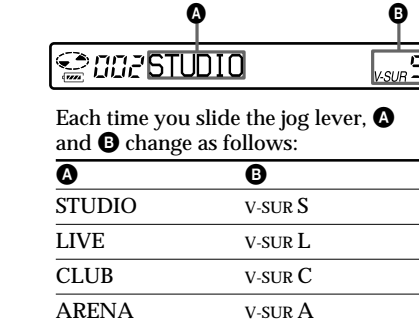 A B
002 STUDIO V-SUR S
Each time you slide the jog lever, A
and B change as follows:
A B
STUDIO V-SUR S
LIVE V-SUR L
CLUB V-SUR C
ARENA V-SUR A